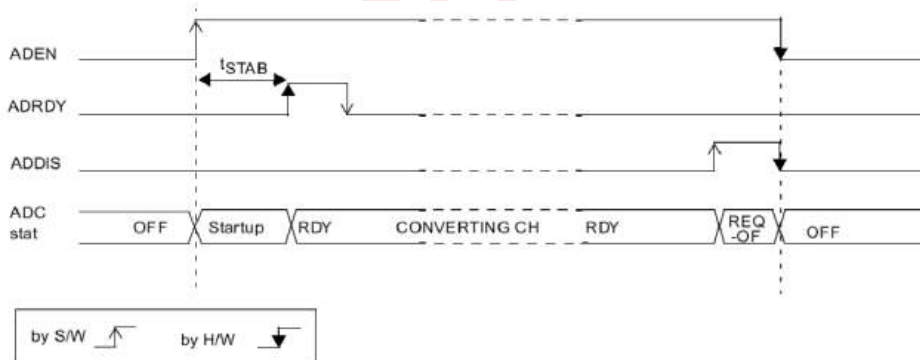 ADEN
tSTAB
ADRDY
ADDIS
ADC
stat
OFF Startup RDY CONVERTING CH RDY REQ
-OF OFF
by S/W by H/W